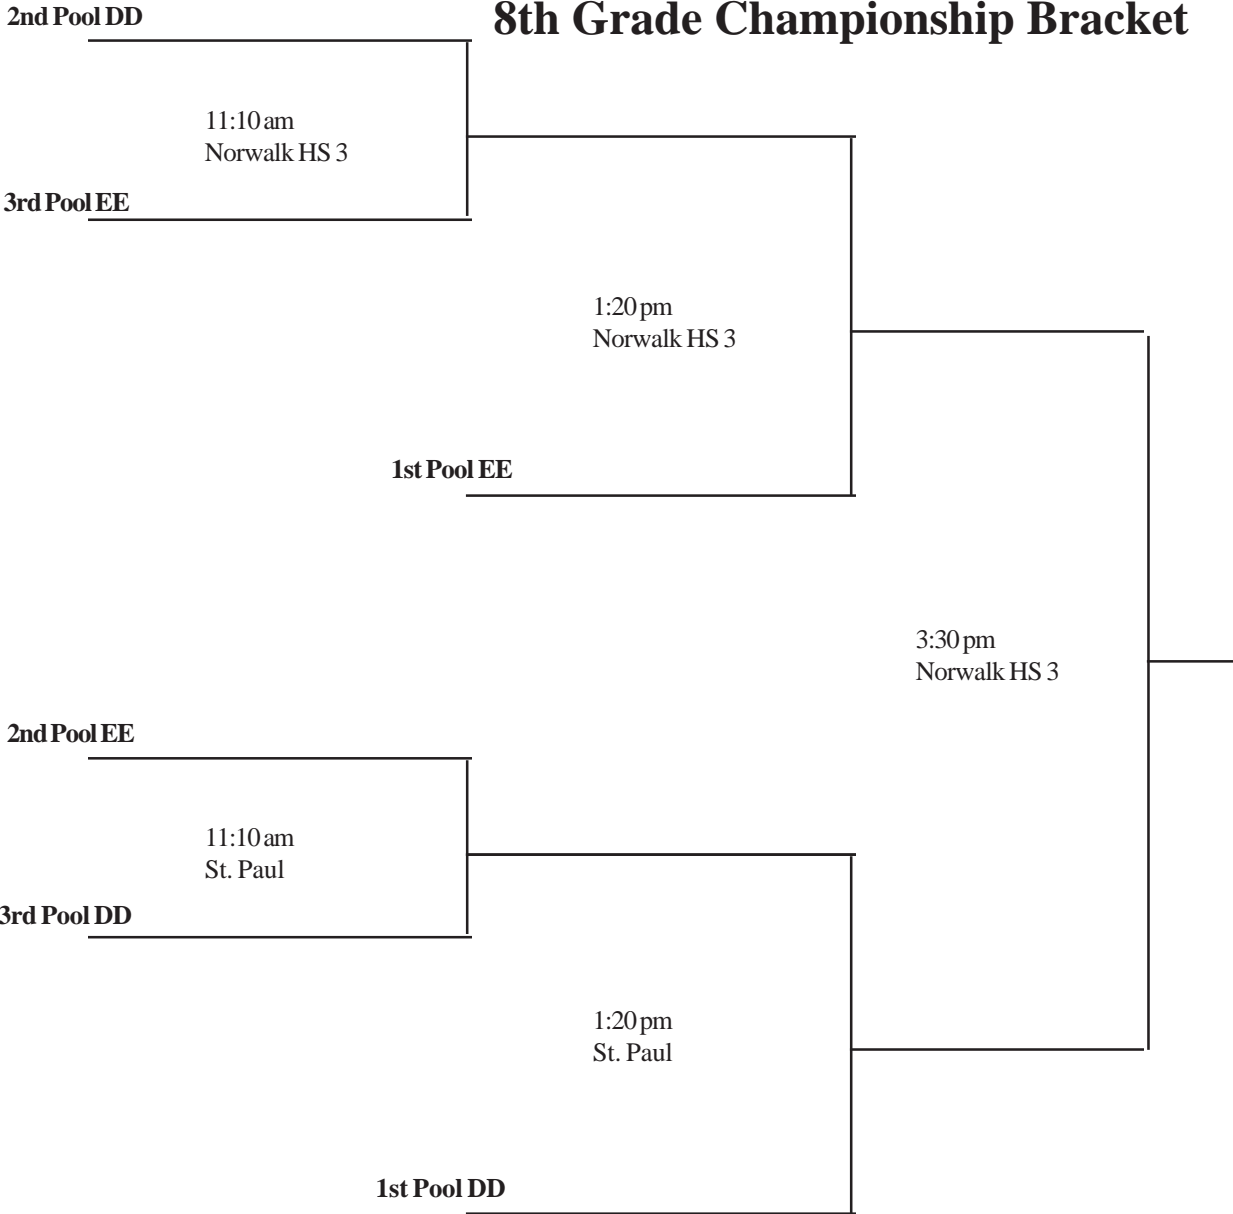 2nd Pool DD
8th Grade Championship Bracket
11:10 am
Norwalk HS 3
3rd Pool EE
1:20 pm
Norwalk HS 3
1st Pool EE
3:30 pm
Norwalk HS 3
2nd Pool EE
11:10 am
St. Paul
3rd Pool DD
1:20 pm
St. Paul
1st Pool DD